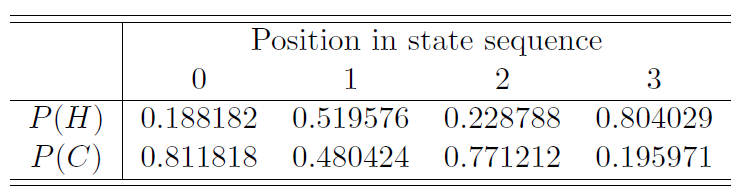 Position in state sequence
0 1 2 3
P(H) 0.188182 0.519576 0.228788 0.804029
P(C) 0.811818 0.480424 0.771212 0.195971